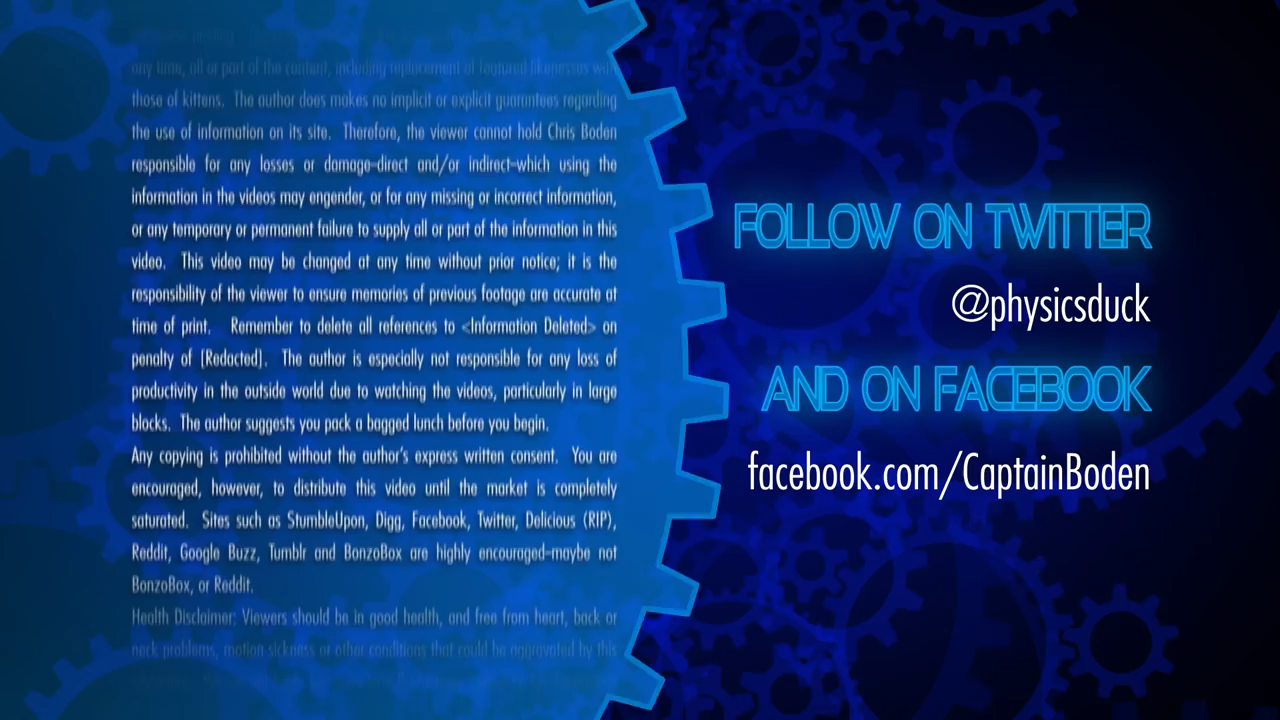 any time, all or part of the content, including replacement of featured likenesses with
those of kittens. The author does makes no implicit or explicit guarantees regarding
the use of information on its site. Therefore, the viewer cannot hold Chris Boden
responsible for any losses or damage-direct and/or indirect-which using the
information in the videos may engender, or for any missing or incorrect information,
or any temporary or permanent failure to supply all or part of the information in this
video. This video may be changed at any time without prior notice; it is the
responsibility of the viewer to ensure memories of previous footage are accurate at
time of print. Remember to delete all references to <Information Deleted> on
penalty of [Redacted]. The author is especially not responsible for any loss of
productivity in the outside world due to watching the videos, particularly in large
blocks. The author suggests you pack a bagged lunch before you begin.
Any copying is prohibited without the author's express written consent. You are
encouraged, however, to distribute this video until the market is completely
saturated. Sites such as StumbleUpon, Digg, Facebook, Twitter, Delicious (RIP),
Reddit, Google Buzz, Tumblr and BonzoBox are highly encouraged-maybe not
BonzoBox, or Reddit.
Health Disclaimer: Viewers should be in good health, and free from heart, back or
neck problems, motion sickness or other conditions that could be aggravated by this
FOLLOW ON TWITTER
@physicsduck
AND ON FACEBOOK
facebook.com/CaptainBoden